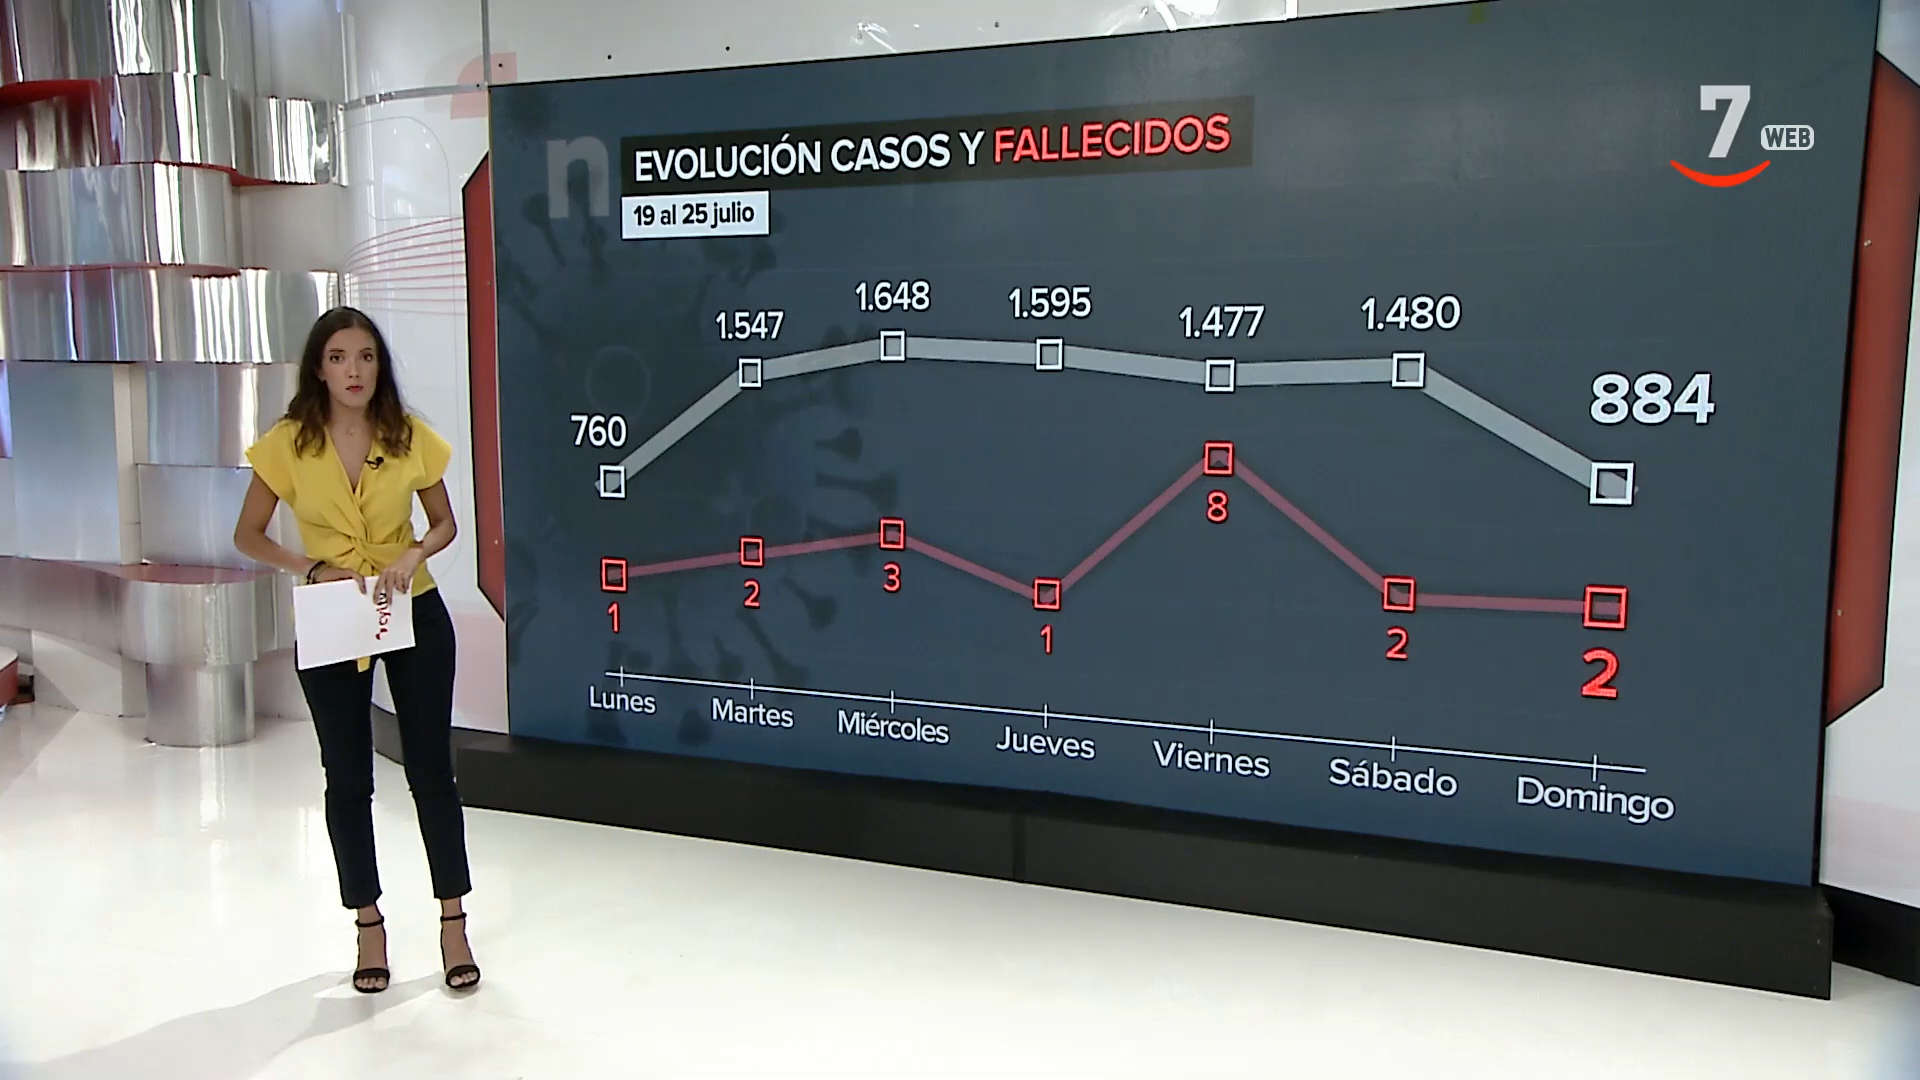 7 WEB
n
EVOLUCIÓN CASOS Y FALLECIDOS
19 al 25 julio
760 1.547 1.648 1.595 1.477 1.480 884
1 2 3 1 8 2 2
Lunes Martes Miércoles Jueves Viernes Sábado Domingo